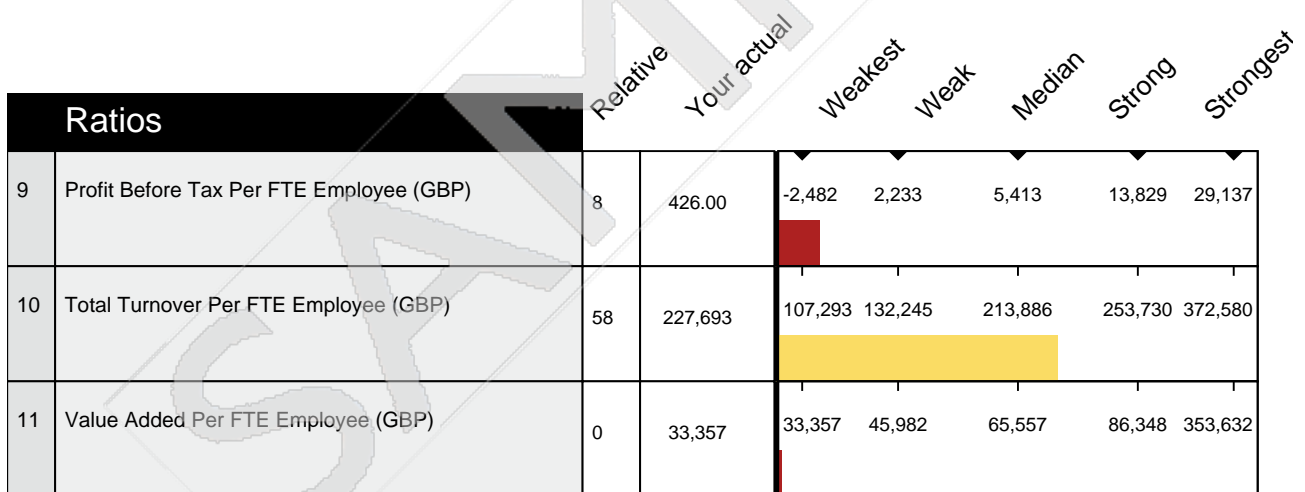 Relative Your actual Weakest Weak Median Strong Strongest
Ratios
9 Profit Before Tax Per FTE Employee (GBP) 8 426.00 -2,482 2,233 5,413 13,829 29,137
10 Total Turnover Per FTE Employee (GBP) 58 227,693 107,293 132,245 213,886 253,730 372,580
11 Value Added Per FTE Employee (GBP) 0 33,357 33,357 45,982 65,557 86,348 353,632